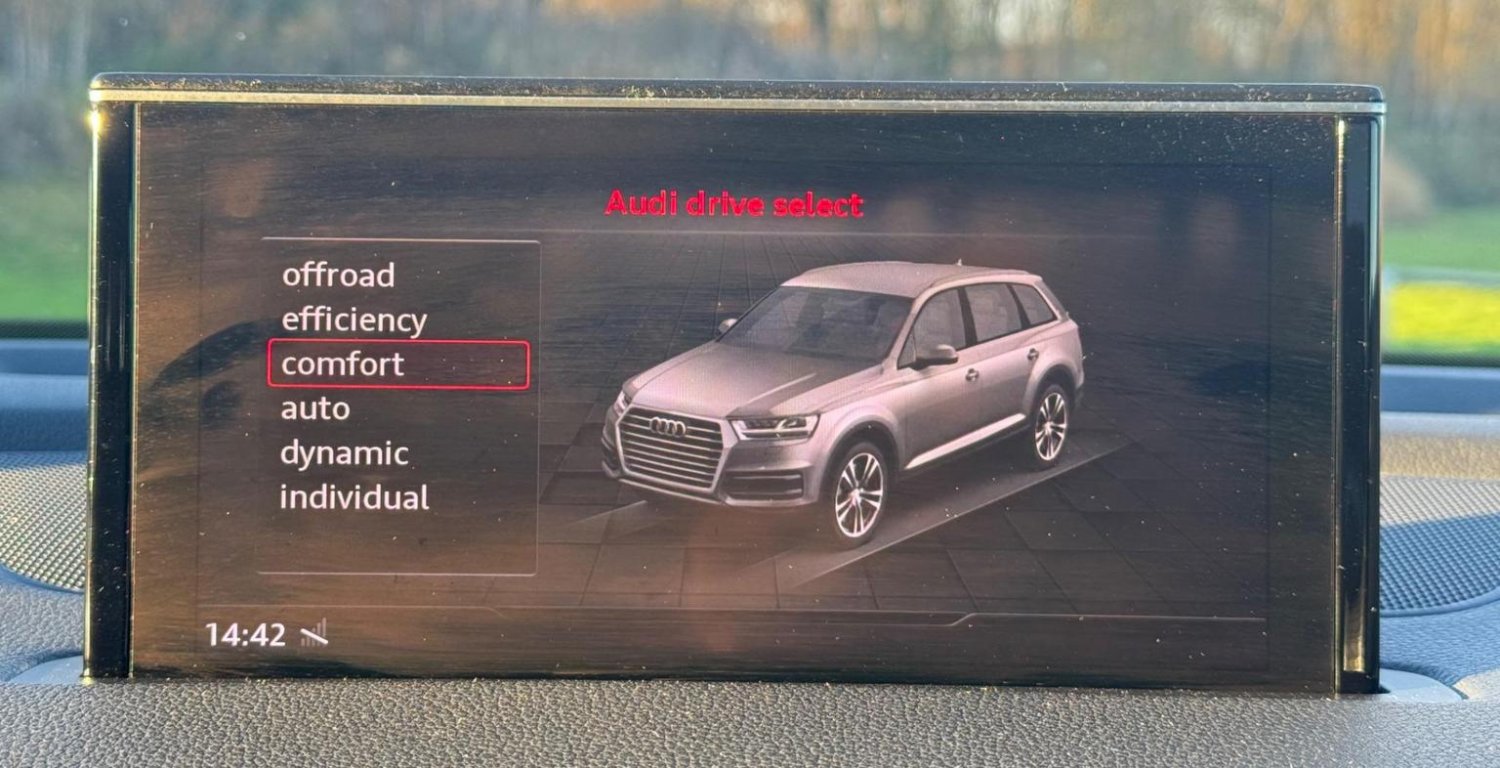 Audi drive select
offroad
efficiency
comfort
auto
dynamic
individual
14:42